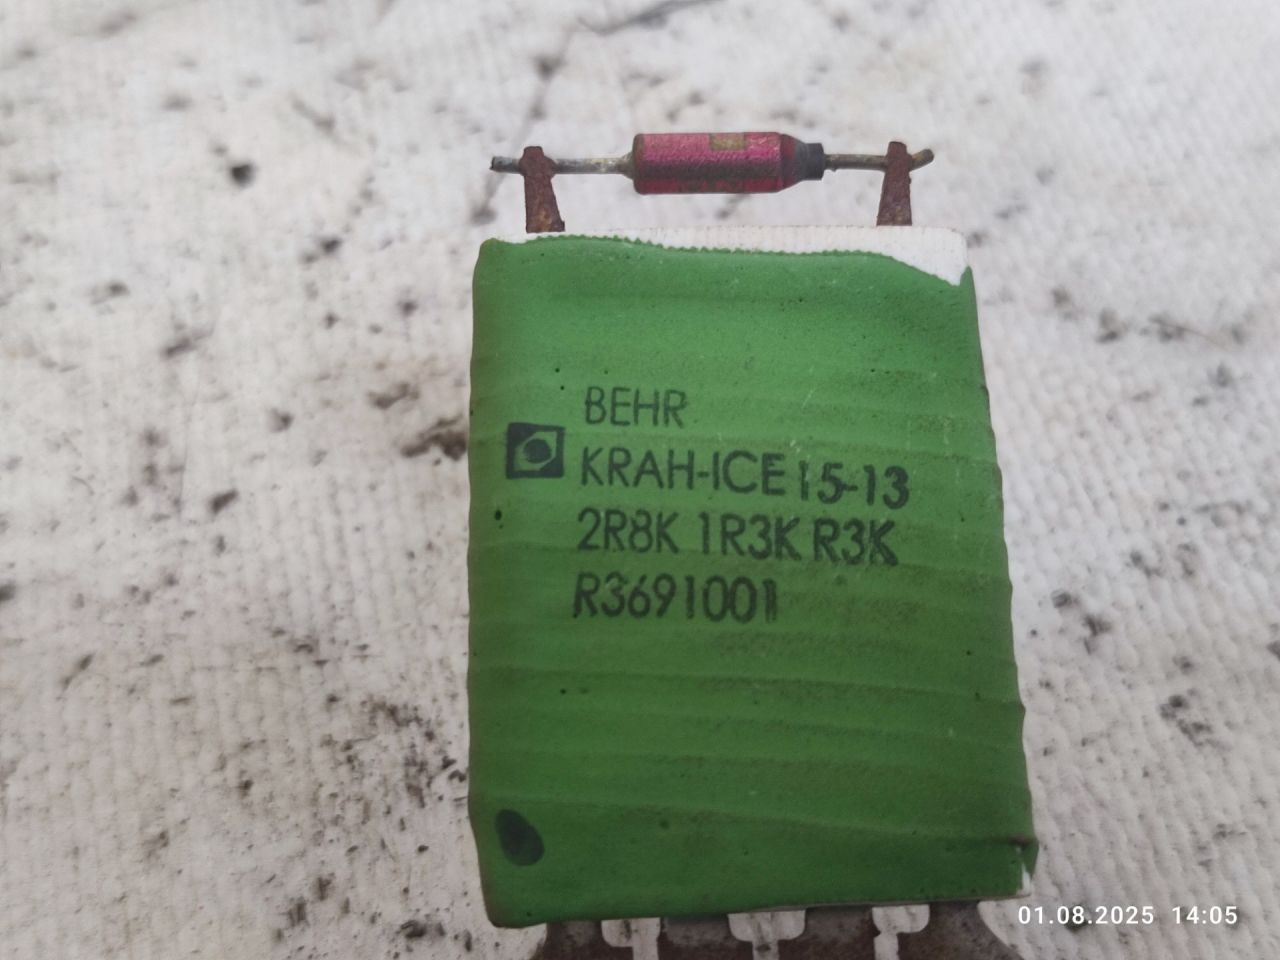 BEHR
KRAH-ICE 15-13
2R8K 1R3K R3K
R3691001
01.08.2025 14:05